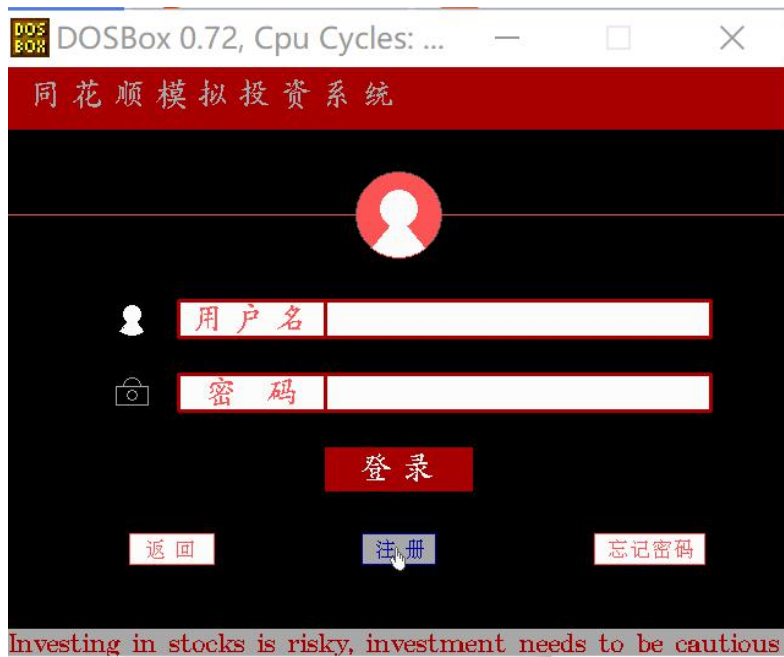 DOS BOX DOSBox 0.72, Cpu Cycles: ...
同花顺模拟投资系统
用户名
密码
登录
返回 注册 忘记密码
Investing in stocks is risky, investment needs to be cautious